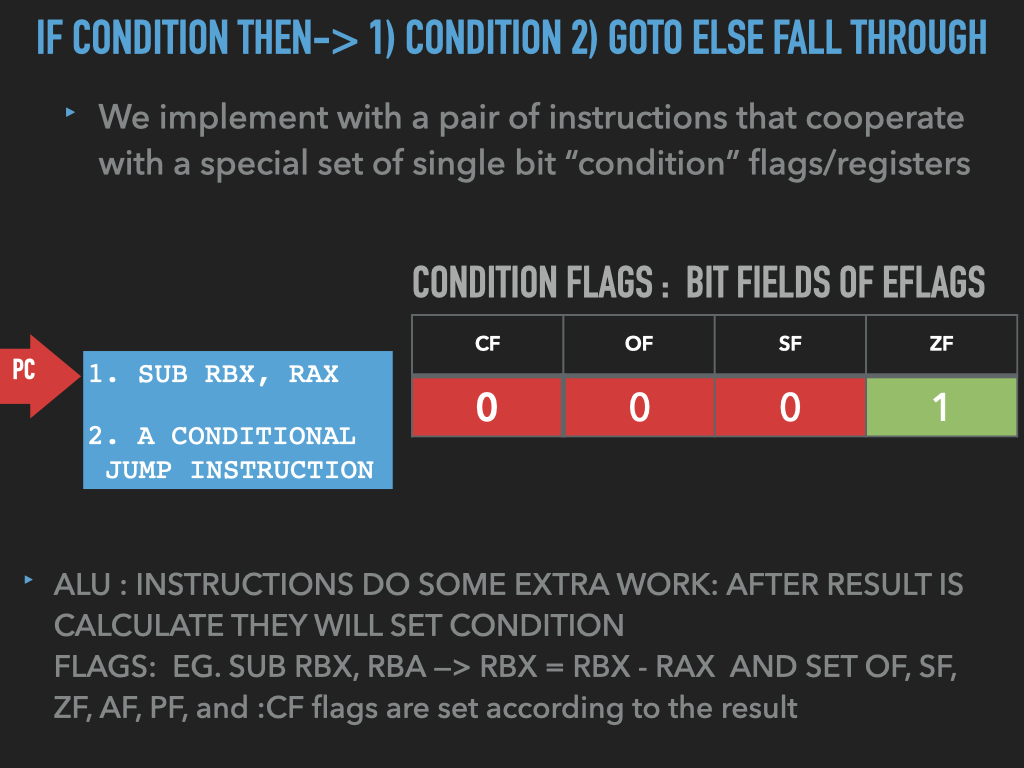 IF CONDITION THEN-> 1) CONDITION 2) GOTO ELSE FALL THROUGH
‣ We implement with a pair of instructions that cooperate
with a special set of single bit “condition” flags/registers
CONDITION FLAGS : BIT FIELDS OF EFLAGS
CF OF SF ZF
0 0 0 1
PC
1. SUB RBX, RAX
2. A CONDITIONAL
JUMP INSTRUCTION
‣ ALU : INSTRUCTIONS DO SOME EXTRA WORK: AFTER RESULT IS
CALCULATE THEY WILL SET CONDITION
FLAGS: EG. SUB RBX, RBA —> RBX = RBX - RAX AND SET OF, SF,
ZF, AF, PF, and :CF flags are set according to the result